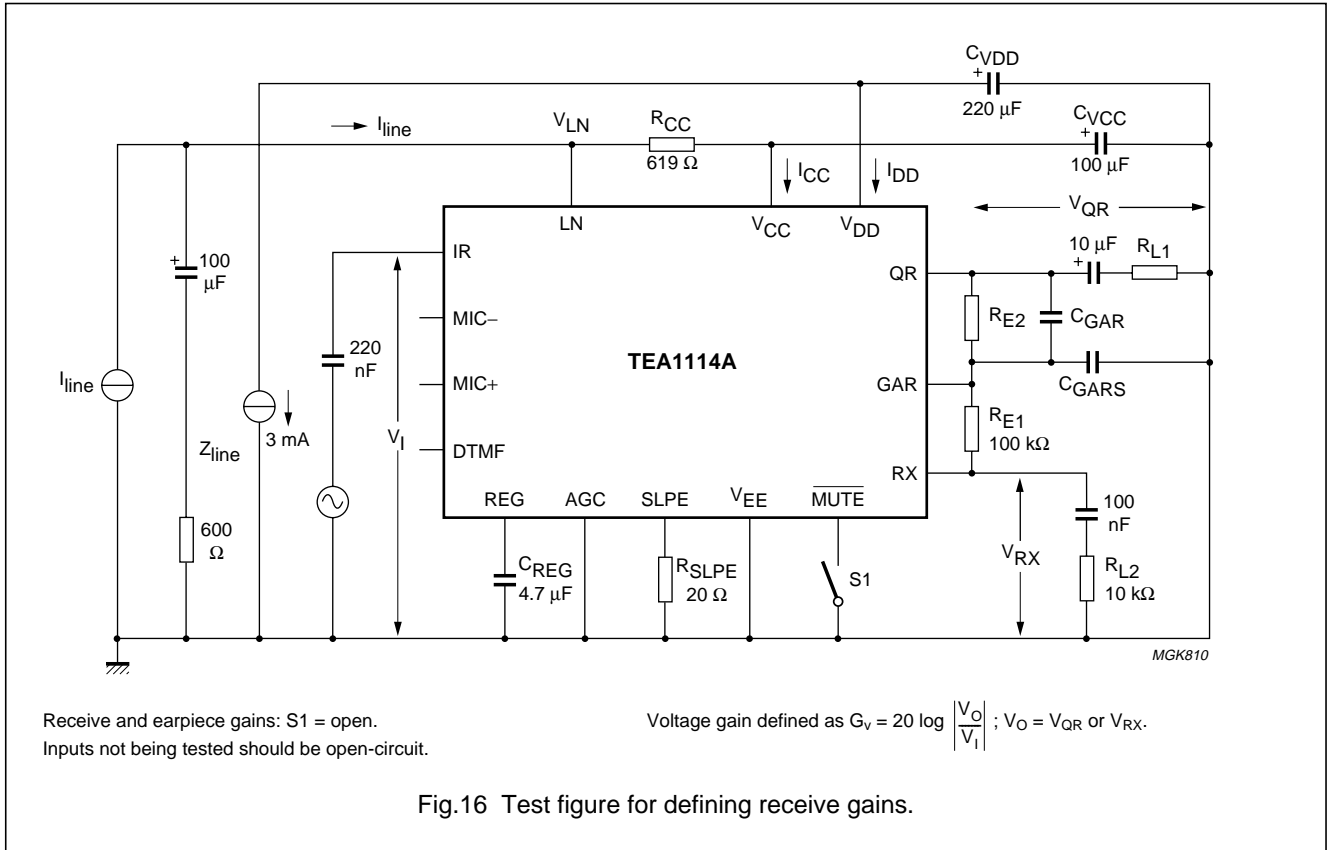 CVDD
+
220 μF
Iline
VLN
RCC
619 Ω
CVCC
+
100 μF
ICC
IDD
VQR
LN
VCC
VDD
10 μF
+
RL1
IR
QR
+ 100 μF
MIC−
RE2
CGAR
220 nF
TEA1114A
MIC+
GAR
CGARS
Iline
3 mA
VI
RE1
100 kΩ
Zline
DTMF
RX
REG
AGC
SLPE
VEE
M̅U̅T̅E̅
100 nF
600 Ω
CREG
4.7 μF
RSLPE
20 Ω
S1
VRX
RL2
10 kΩ
MGK810
Receive and earpiece gains: S1 = open.
Inputs not being tested should be open-circuit.
Voltage gain defined as Gv = 20 log |VO/VI| ; VO = VQR or VRX.
Fig.16 Test figure for defining receive gains.